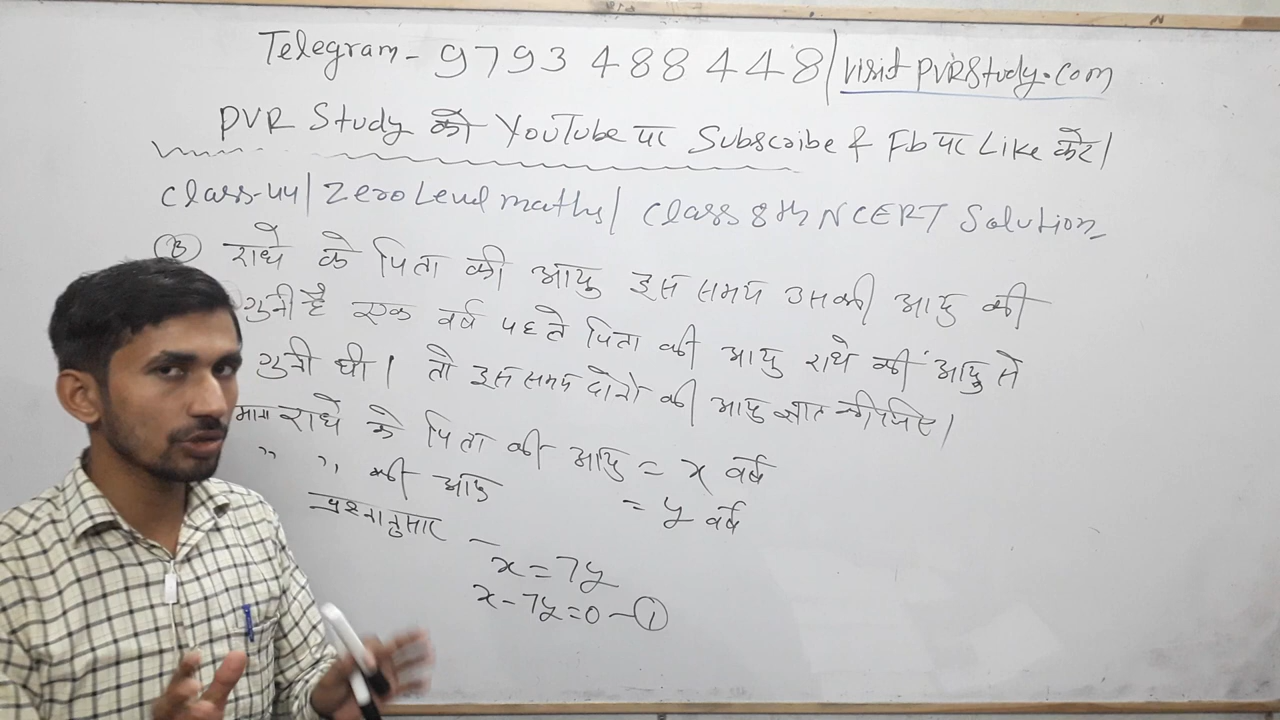 Telegram- 9793488448/visit PVRStudy.com
PVR Study को YouTube पर Subscribe & Fb पर Like करें।
Class-44/Zero Level maths/ Class 8th NCERT Solution-
राधे के पिता की आयु इस समय उसकी आयु की
गुनी है एक वर्ष पहले पिता की आयु राधे की आयु से
गुनी थी। तो इस समय दोनों की आयु ज्ञात कीजिए।
माना राधे के पिता की आयु = x वर्ष
" " की आयु = y वर्ष
प्रश्नानुसार -
x = 7y
x - 7y = 0 - ①